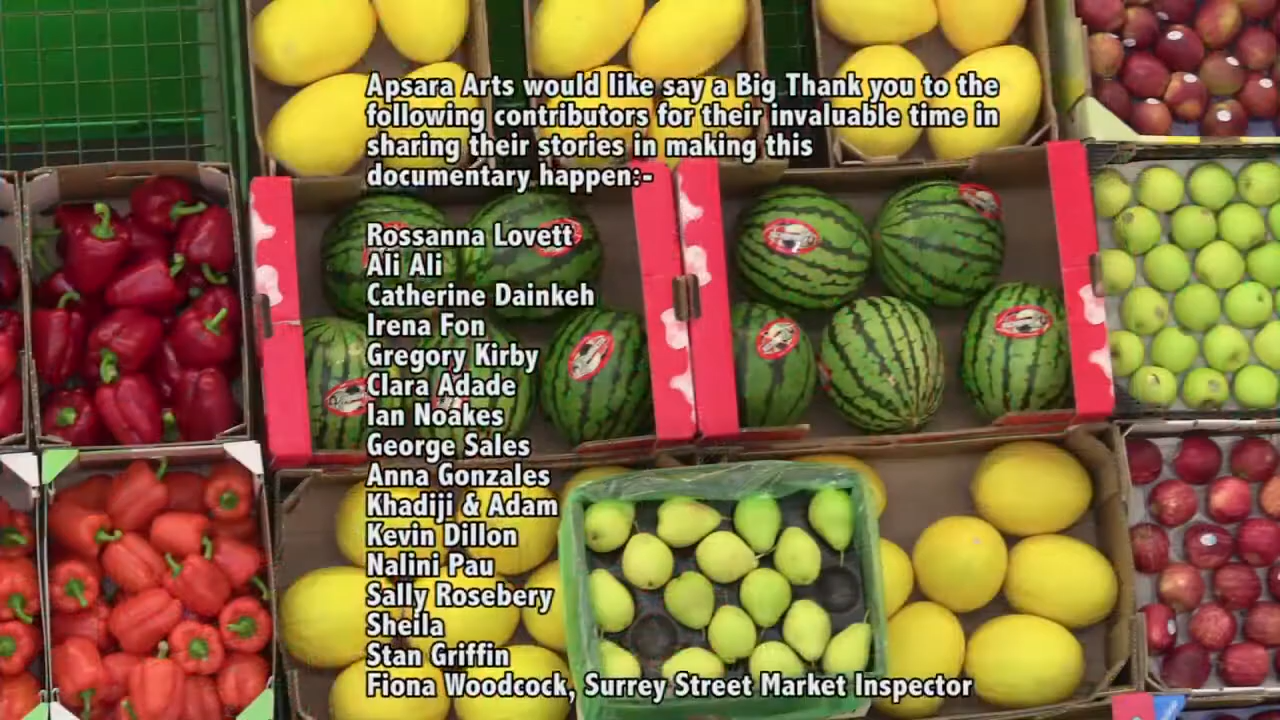 Apsara Arts would like say a Big Thank you to the
following contributors for their invaluable time in
sharing their stories in making this
documentary happen:-
Rossanna Lovett
Ali Ali
Catherine Dainkeh
Irena Fon
Gregory Kirby
Clara Adade
Ian Noakes
George Sales
Anna Gonzales
Khadiji & Adam
Kevin Dillon
Nalini Pau
Sally Rosebery
Sheila
Stan Griffin
Fiona Woodcock, Surrey Street Market Inspector